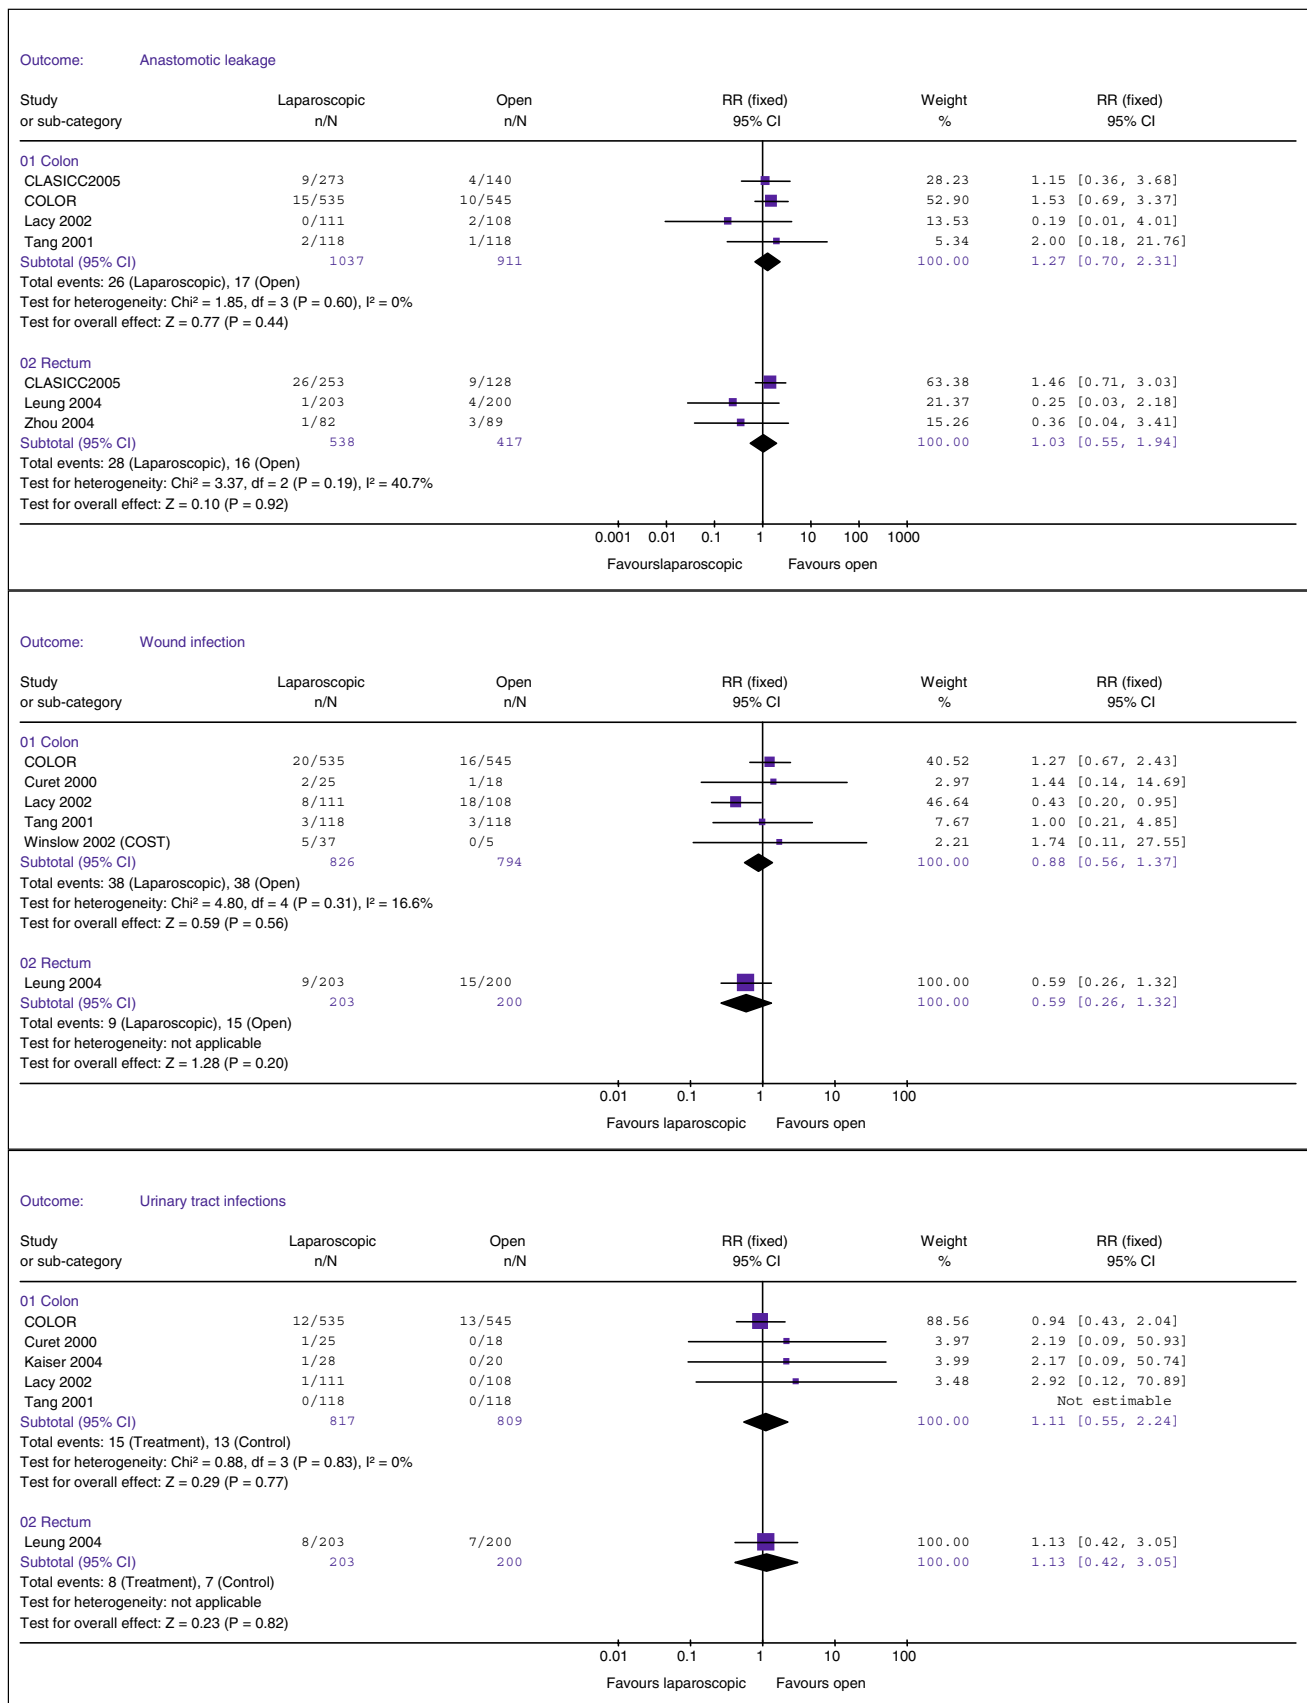 Outcome: Anastomotic leakage
Study Laparoscopic Open RR (fixed) Weight RR (fixed)
or sub-category n/N n/N 95% CI % 95% CI
01 Colon
CLASICC2005 9/273 4/140 28.23 1.15 [0.36, 3.68]
COLOR 15/535 10/545 52.90 1.53 [0.69, 3.37]
Lacy 2002 0/111 2/108 13.53 0.19 [0.01, 4.01]
Tang 2001 2/118 1/118 5.34 2.00 [0.18, 21.76]
Subtotal (95% CI) 1037 911 100.00 1.27 [0.70, 2.31]
Total events: 26 (Laparoscopic), 17 (Open)
Test for heterogeneity: Chi² = 1.85, df = 3 (P = 0.60), I² = 0%
Test for overall effect: Z = 0.77 (P = 0.44)
02 Rectum
CLASICC2005 26/253 9/128 63.38 1.46 [0.71, 3.03]
Leung 2004 1/203 4/200 21.37 0.25 [0.03, 2.18]
Zhou 2004 1/82 3/89 15.26 0.36 [0.04, 3.41]
Subtotal (95% CI) 538 417 100.00 1.03 [0.55, 1.94]
Total events: 28 (Laparoscopic), 16 (Open)
Test for heterogeneity: Chi² = 3.37, df = 2 (P = 0.19), I² = 40.7%
Test for overall effect: Z = 0.10 (P = 0.92)
0.001 0.01 0.1 1 10 100 1000
Favourslaparoscopic Favours open
Outcome: Wound infection
Study Laparoscopic Open RR (fixed) Weight RR (fixed)
or sub-category n/N n/N 95% CI % 95% CI
01 Colon
COLOR 20/535 16/545 40.52 1.27 [0.67, 2.43]
Curet 2000 2/25 1/18 2.97 1.44 [0.14, 14.69]
Lacy 2002 8/111 18/108 46.64 0.43 [0.20, 0.95]
Tang 2001 3/118 3/118 7.67 1.00 [0.21, 4.85]
Winslow 2002 (COST) 5/37 0/5 2.21 1.74 [0.11, 27.55]
Subtotal (95% CI) 826 794 100.00 0.88 [0.56, 1.37]
Total events: 38 (Laparoscopic), 38 (Open)
Test for heterogeneity: Chi² = 4.80, df = 4 (P = 0.31), I² = 16.6%
Test for overall effect: Z = 0.59 (P = 0.56)
02 Rectum
Leung 2004 9/203 15/200 100.00 0.59 [0.26, 1.32]
Subtotal (95% CI) 203 200 100.00 0.59 [0.26, 1.32]
Total events: 9 (Laparoscopic), 15 (Open)
Test for heterogeneity: not applicable
Test for overall effect: Z = 1.28 (P = 0.20)
0.01 0.1 1 10 100
Favours laparoscopic Favours open
Outcome: Urinary tract infections
Study Laparoscopic Open RR (fixed) Weight RR (fixed)
or sub-category n/N n/N 95% CI % 95% CI
01 Colon
COLOR 12/535 13/545 88.56 0.94 [0.43, 2.04]
Curet 2000 1/25 0/18 3.97 2.19 [0.09, 50.93]
Kaiser 2004 1/28 0/20 3.99 2.17 [0.09, 50.74]
Lacy 2002 1/111 0/108 3.48 2.92 [0.12, 70.89]
Tang 2001 0/118 0/118 Not estimable
Subtotal (95% CI) 817 809 100.00 1.11 [0.55, 2.24]
Total events: 15 (Treatment), 13 (Control)
Test for heterogeneity: Chi² = 0.88, df = 3 (P = 0.83), I² = 0%
Test for overall effect: Z = 0.29 (P = 0.77)
02 Rectum
Leung 2004 8/203 7/200 100.00 1.13 [0.42, 3.05]
Subtotal (95% CI) 203 200 100.00 1.13 [0.42, 3.05]
Total events: 8 (Treatment), 7 (Control)
Test for heterogeneity: not applicable
Test for overall effect: Z = 0.23 (P = 0.82)
0.01 0.1 1 10 100
Favours laparoscopic Favours open